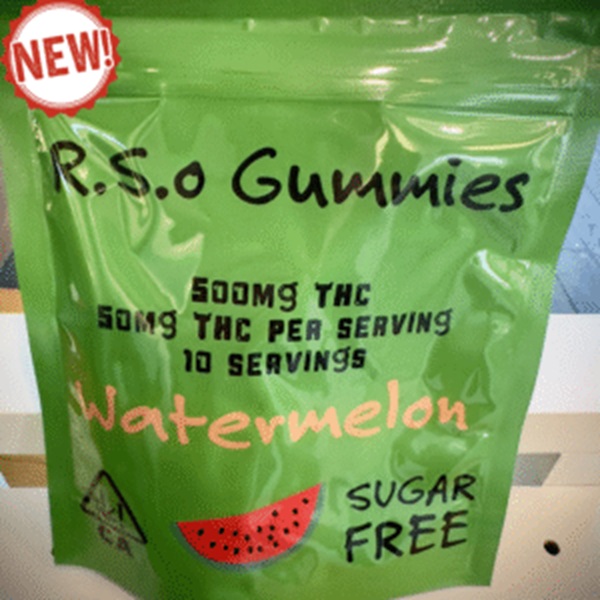 NEW!
R.S.o Gummies
500mg THC
50mg THC PER SERVING
10 SERVINGS
Watermelon
SUGAR
FREE
CA